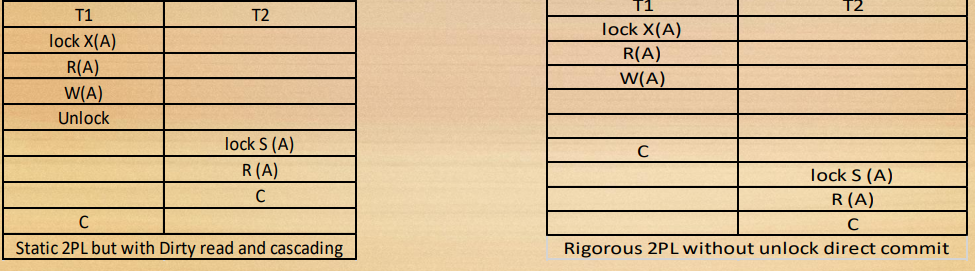 T1 T2
lock X(A)
R(A)
W(A)
Unlock
lock S (A)
R (A)
C
C
Static 2PL but with Dirty read and cascading
T1 T2
lock X(A)
R(A)
W(A)
C
lock S (A)
R (A)
C
Rigorous 2PL without unlock direct commit